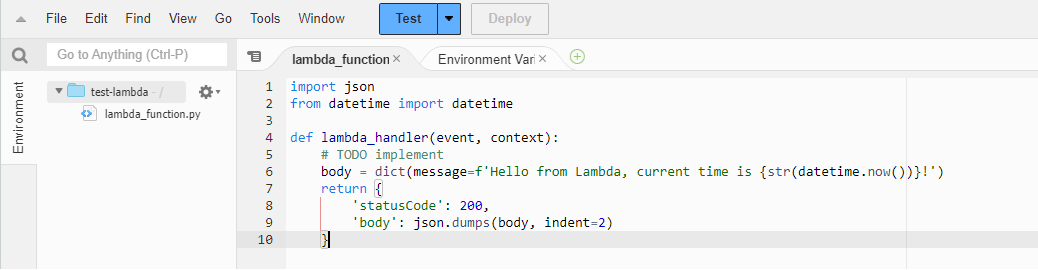 File Edit Find View Go Tools Window Test Deploy
Go to Anything (Ctrl-P)
lambda_function
Environment Vari
Environment
test-lambda - /
lambda_function.py
1 import json
2 from datetime import datetime
3
4 def lambda_handler(event, context):
5     # TODO implement
6     body = dict(message=f'Hello from Lambda, current time is {str(datetime.now())}!')
7     return {
8         'statusCode': 200,
9         'body': json.dumps(body, indent=2)
10     }